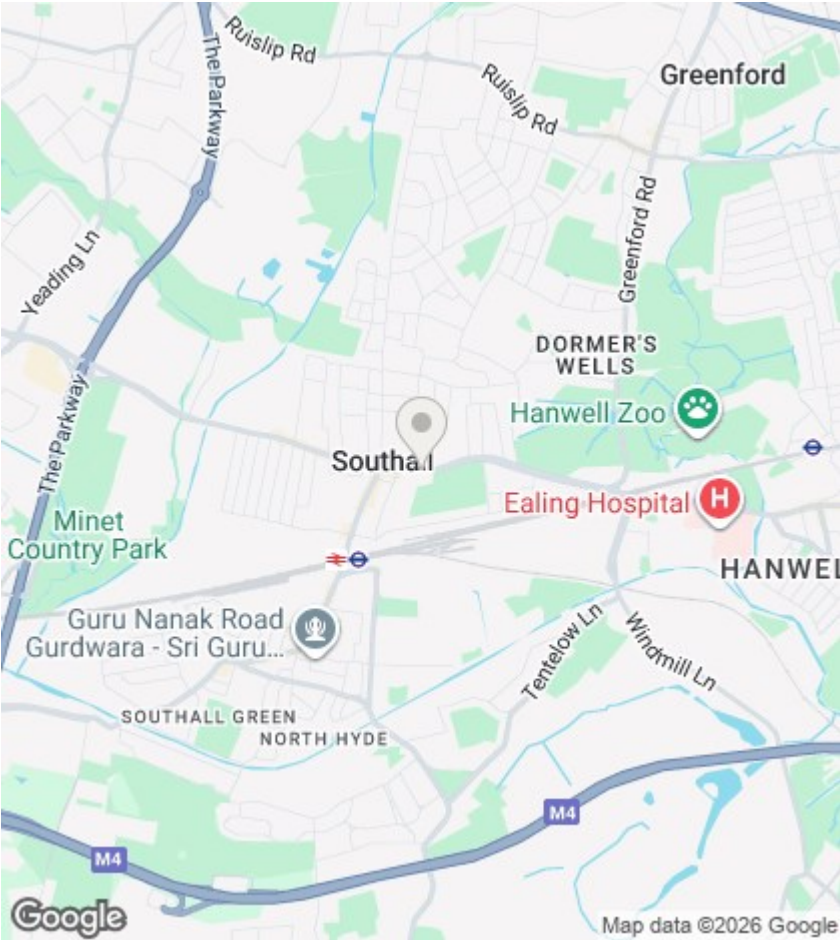 Ruislip Rd
The Parkway
Ruislip Rd
Greenford
Yeading Ln
Greenford Rd
DORMER'S
WELLS
Hanwell Zoo
The Parkway
Southall
Ealing Hospital
H
Minet
Country Park
HANWEL
Guru Nanak Road
Gurdwara - Sri Guru...
Tentelow Ln
Windmill Ln
SOUTHALL GREEN
NORTH HYDE
M4
M4
Google
Map data ©2026 Google